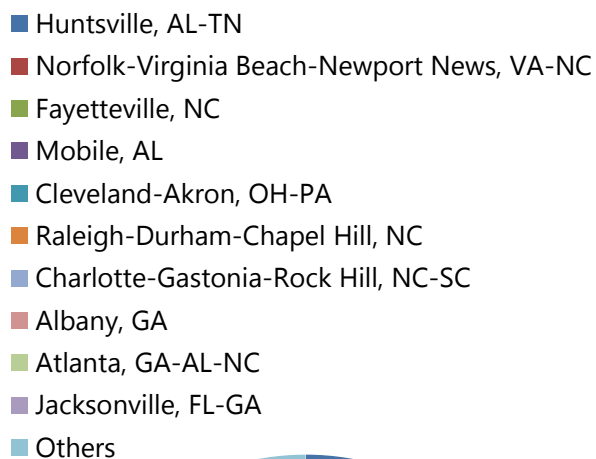 Huntsville, AL-TN
Norfolk-Virginia Beach-Newport News, VA-NC
Fayetteville, NC
Mobile, AL
Cleveland-Akron, OH-PA
Raleigh-Durham-Chapel Hill, NC
Charlotte-Gastonia-Rock Hill, NC-SC
Albany, GA
Atlanta, GA-AL-NC
Jacksonville, FL-GA
Others